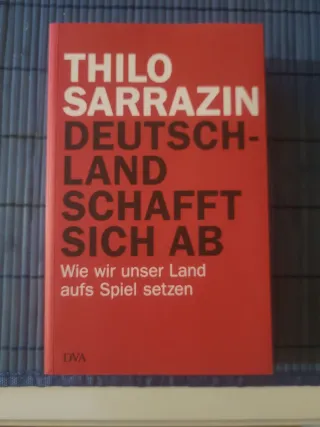 THILO
SARRAZIN
DEUTSCH-
LAND
SCHAFFT
SICH AB
Wie wir unser Land
aufs Spiel setzen
DVA